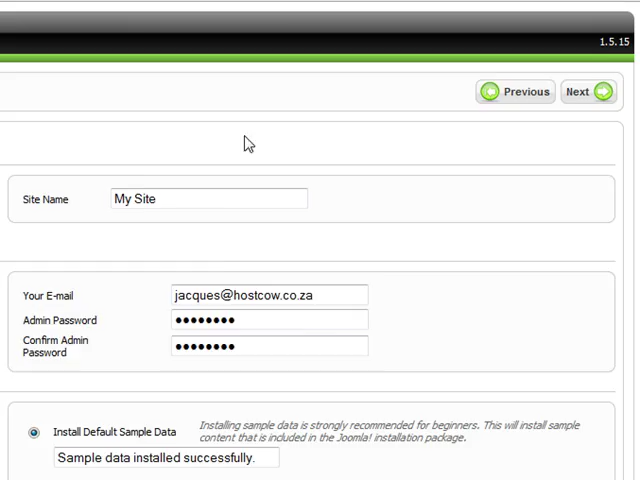 1.5.15
Previous Next
Site Name My Site
Your E-mail jacques@hostcow.co.za
Admin Password ●●●●●●●●
Confirm Admin
Password ●●●●●●●●
Installing sample data is strongly recommended for beginners. This will install sample
Install Default Sample Data
content that is included in the Joomla! installation package.
Sample data installed successfully.